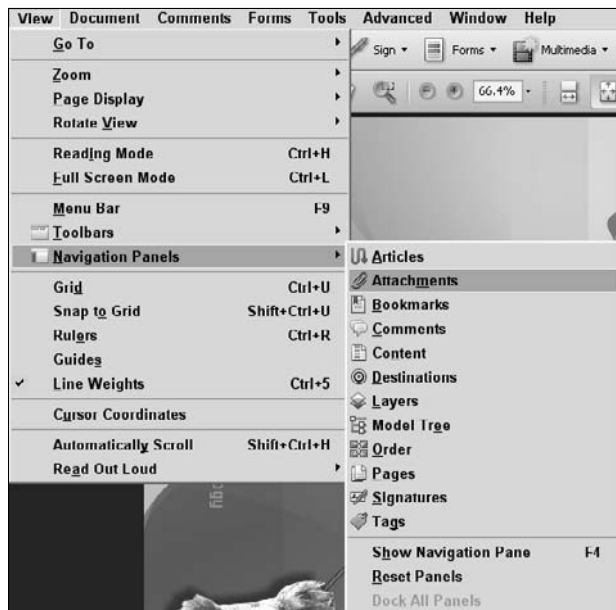 View Document Comments Forms Tools Advanced Window Help
Go To
Sign Forms Multimedia
Zoom
Page Display
66.4%
Rotate View
Reading Mode Ctrl+H
Full Screen Mode Ctrl+L
Menu Bar F9
Toolbars
Navigation Panels
Articles
Attachments
Bookmarks
Comments
Content
Destinations
Layers
Model Tree
Order
Pages
Signatures
Tags
Show Navigation Pane F4
Reset Panels
Dock All Panels
Grid Ctrl+U
Snap to Grid Shift+Ctrl+U
Rulers Ctrl+R
Guides
Line Weights Ctrl+5
Cursor Coordinates
Automatically Scroll Shift+Ctrl+H
Read Out Loud